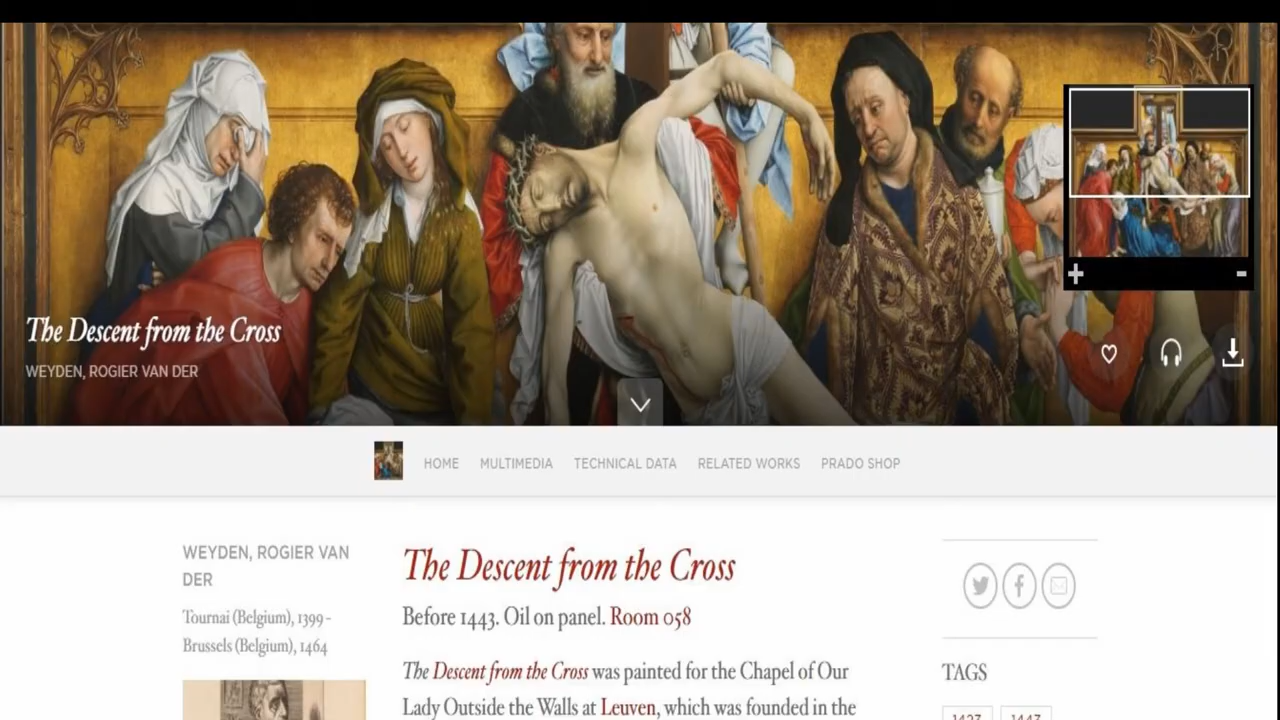 The Descent from the Cross
WEYDEN, ROGIER VAN DER
HOME MULTIMEDIA TECHNICAL DATA RELATED WORKS PRADO SHOP
WEYDEN, ROGIER VAN
DER
Tournai (Belgium), 1399 -
Brussels (Belgium), 1464
The Descent from the Cross
Before 1443. Oil on panel. Room 058
The Descent from the Cross was painted for the Chapel of Our
Lady Outside the Walls at Leuven, which was founded in the
TAGS